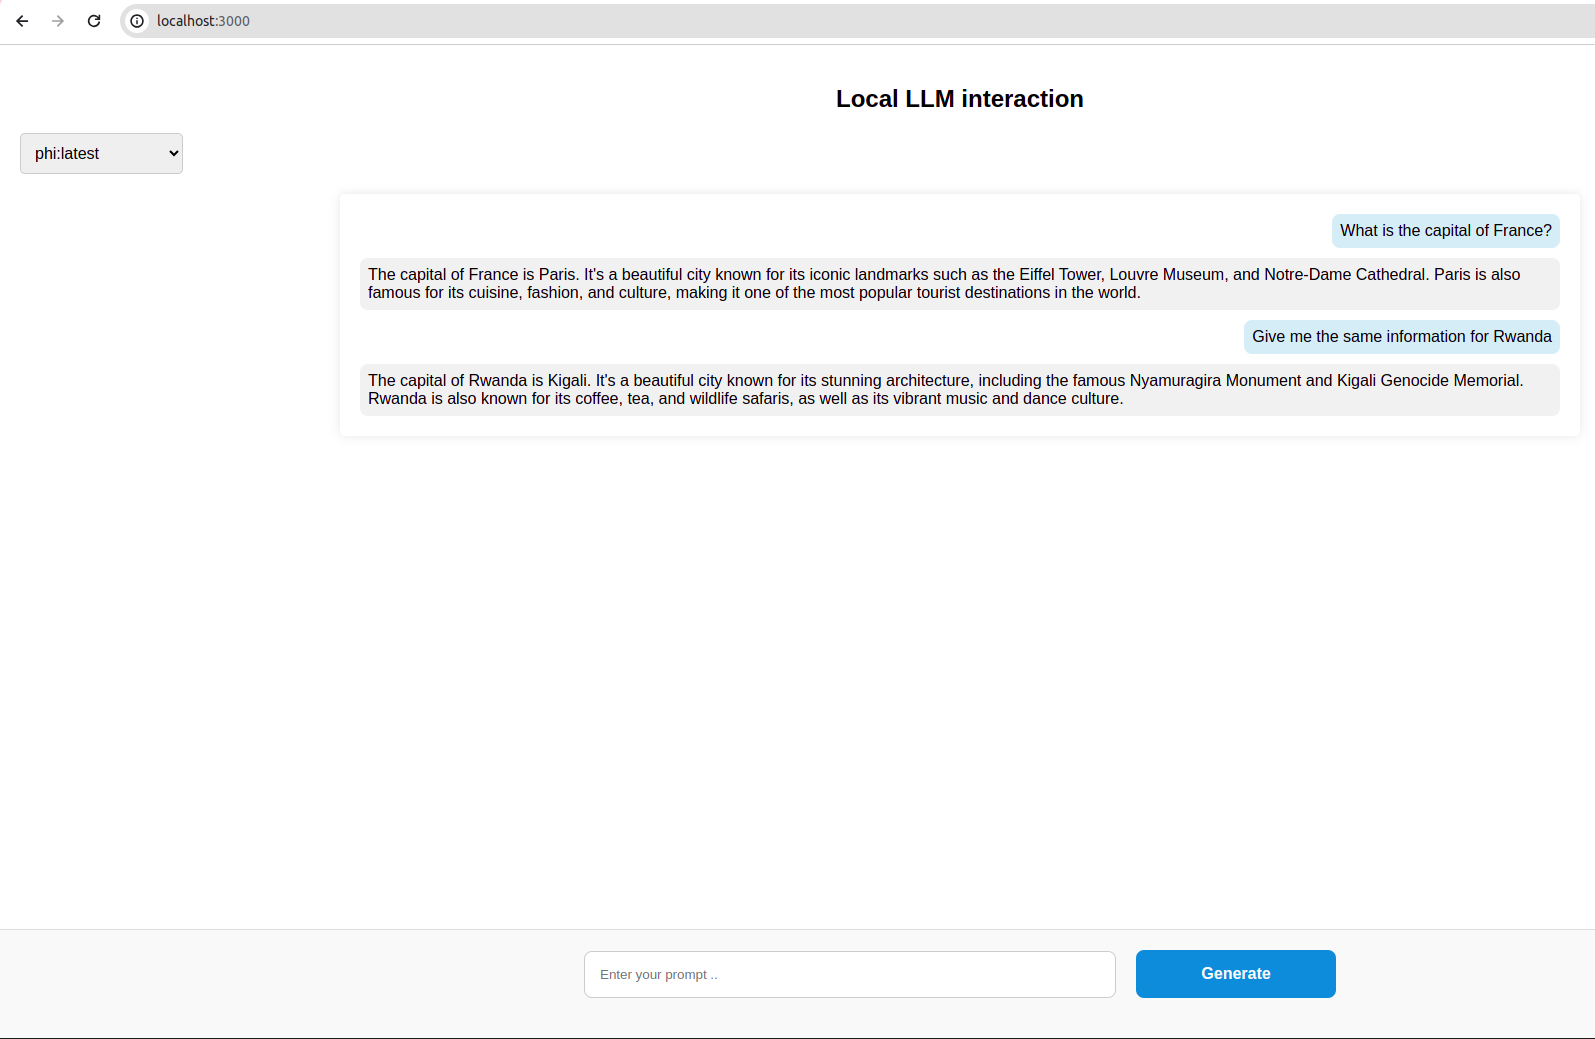 localhost:3000
Local LLM interaction
phi:latest
What is the capital of France?
The capital of France is Paris. It's a beautiful city known for its iconic landmarks such as the Eiffel Tower, Louvre Museum, and Notre-Dame Cathedral. Paris is also
famous for its cuisine, fashion, and culture, making it one of the most popular tourist destinations in the world.
Give me the same information for Rwanda
The capital of Rwanda is Kigali. It's a beautiful city known for its stunning architecture, including the famous Nyamuragira Monument and Kigali Genocide Memorial.
Rwanda is also known for its coffee, tea, and wildlife safaris, as well as its vibrant music and dance culture.
Enter your prompt ..
Generate